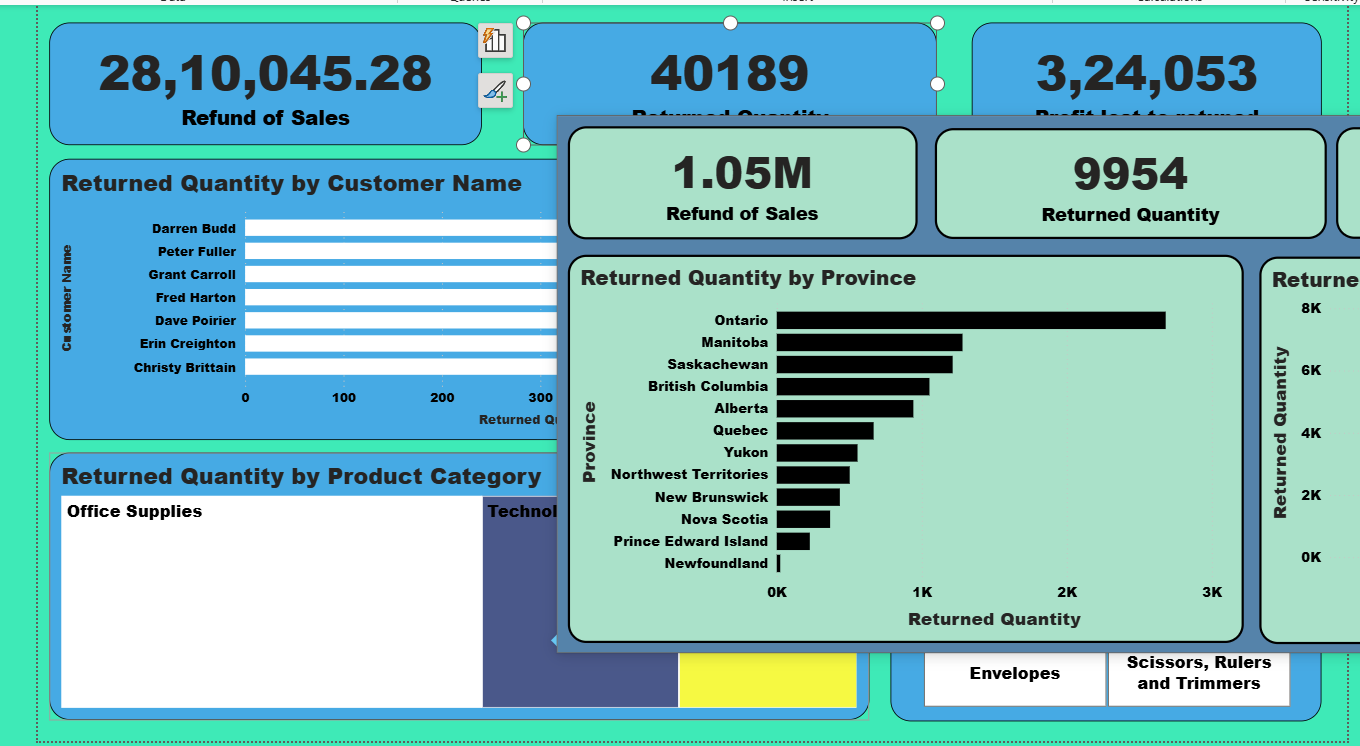 28,10,045.28
Refund of Sales
40189
Returned Quantity
3,24,053
Profit lost to returned
Returned Quantity by Customer Name
Customer Name
Darren Budd
Peter Fuller
Grant Carroll
Fred Harton
Dave Poirier
Erin Creighton
Christy Brittain
0
100
200
300
Returned
Returned Quantity by Product Category
Office Supplies
1.05M
Refund of Sales
9954
Returned Quantity
Returned Quantity by Province
Province
Ontario
Manitoba
Saskachewan
British Columbia
Alberta
Quebec
Yukon
Northwest Territories
New Brunswick
Nova Scotia
Prince Edward Island
Newfoundland
0K
1K
2K
3K
Returned Quantity
Returned Quantity
8K
6K
4K
2K
0K
Envelopes
Scissors, Rulers
and Trimmers